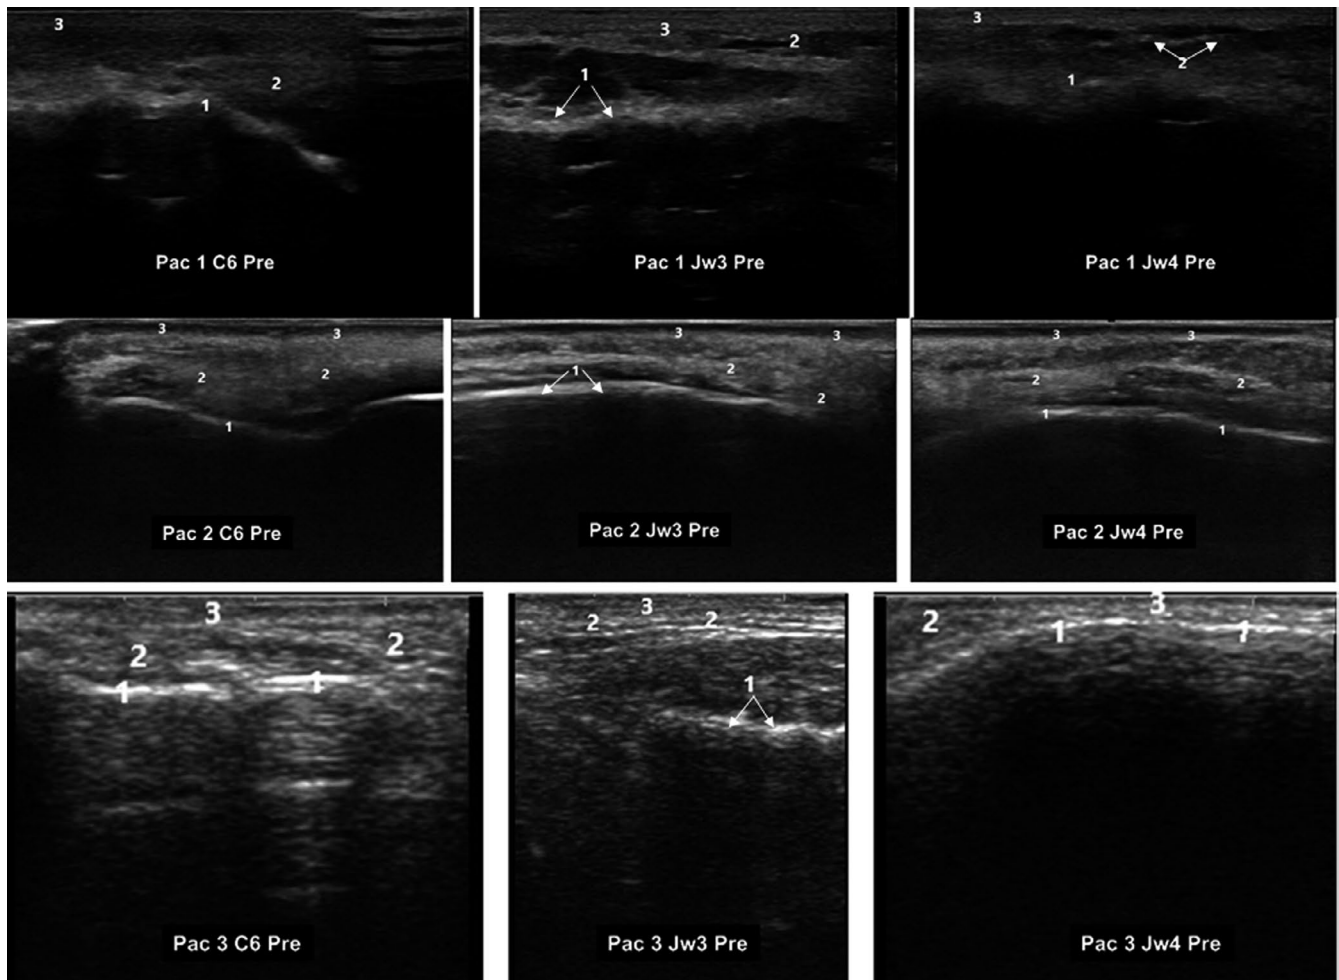 3
2
1
Pac 1 C6 Pre
3
2
1
Pac 1 Jw3 Pre
3
2
1
Pac 1 Jw4 Pre
3 3
2 2
1
Pac 2 C6 Pre
3 3
1 2
2
Pac 2 Jw3 Pre
3 3
2 2
1 1
Pac 2 Jw4 Pre
3
2 2
1 1
Pac 3 C6 Pre
2 3 2
1
Pac 3 Jw3 Pre
2 3
1 1
Pac 3 Jw4 Pre